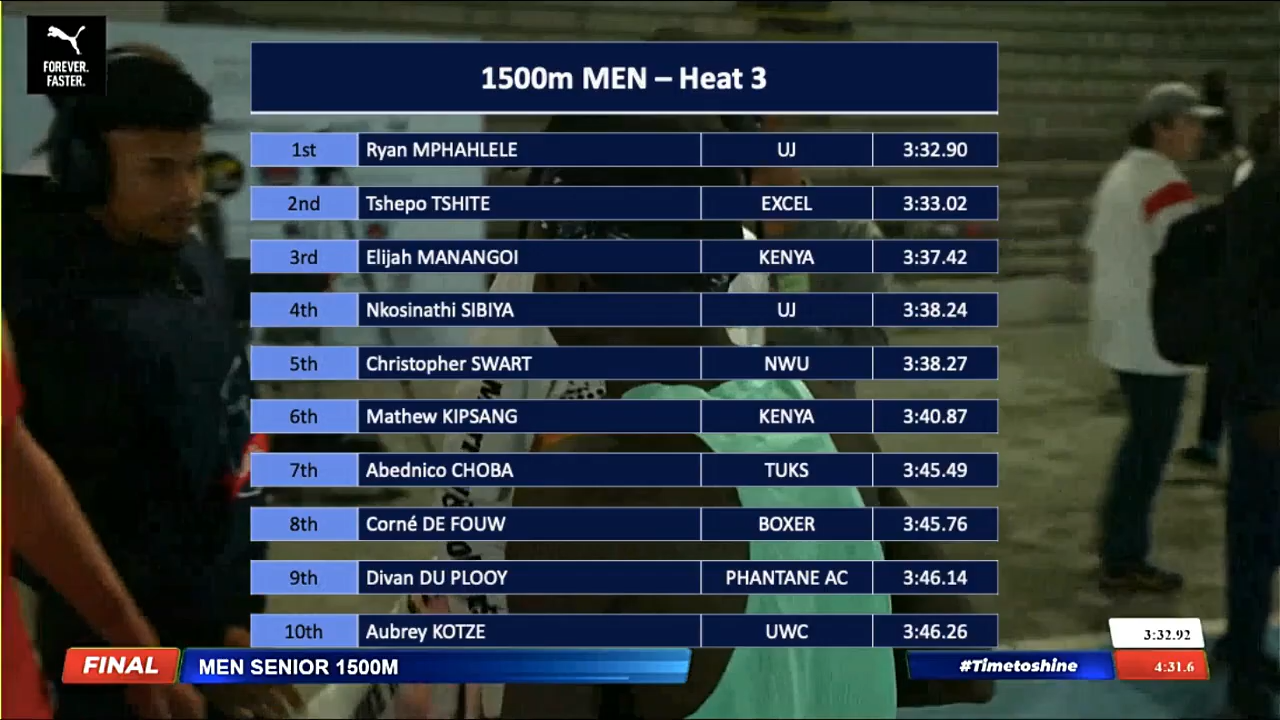 FOREVER.
FASTER.
1500m MEN – Heat 3
1st Ryan MPHAHLELE UJ 3:32.90
2nd Tshepo TSHITE EXCEL 3:33.02
3rd Elijah MANANGOI KENYA 3:37.42
4th Nkosinathi SIBIYA UJ 3:38.24
5th Christopher SWART NWU 3:38.27
6th Mathew KIPSANG KENYA 3:40.87
7th Abednico CHOBA TUKS 3:45.49
8th Corné DE FOUW BOXER 3:45.76
9th Divan DU PLOOY PHANTANE AC 3:46.14
10th Aubrey KOTZE UWC 3:46.26
3:32.92
FINAL MEN SENIOR 1500M #Timetoshine 4:31.6